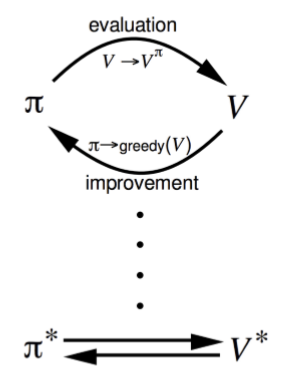 evaluation
V → V^π
π V
π→greedy(V)
improvement
π* V*